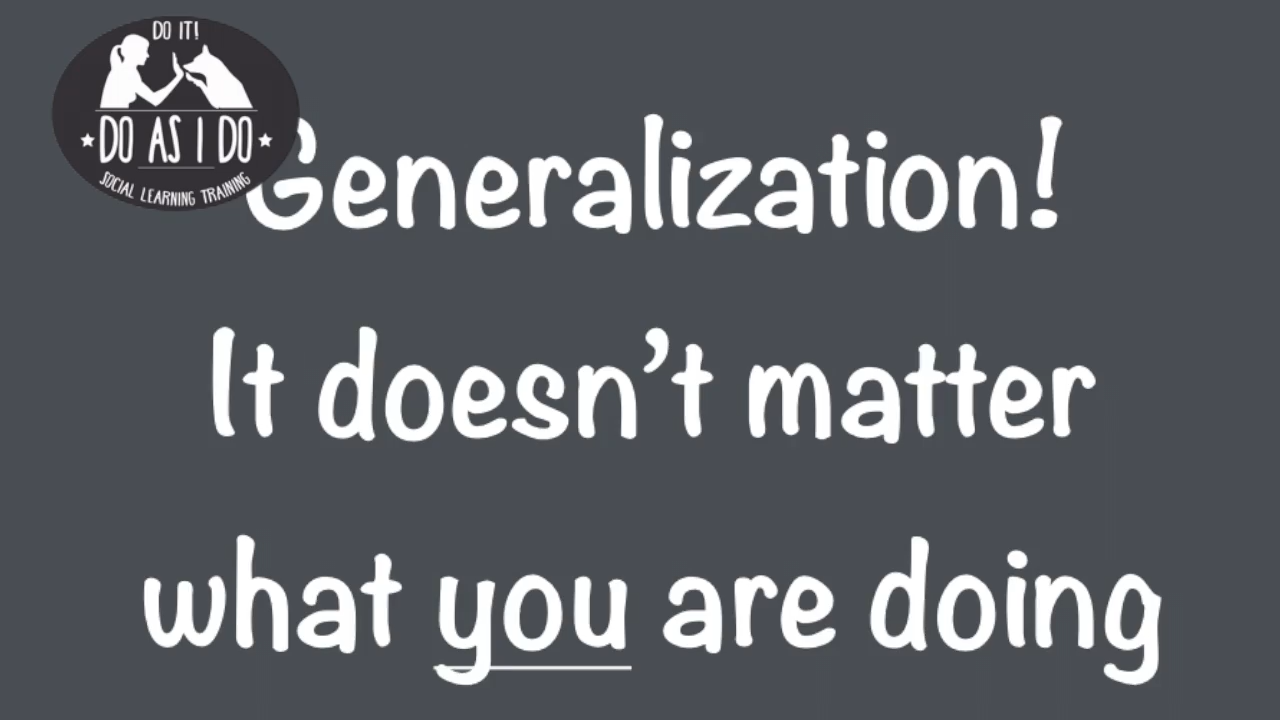 DO IT!
DO AS I DO
SOCIAL LEARNING TRAINING
Generalization!
It doesn't matter
what you are doing